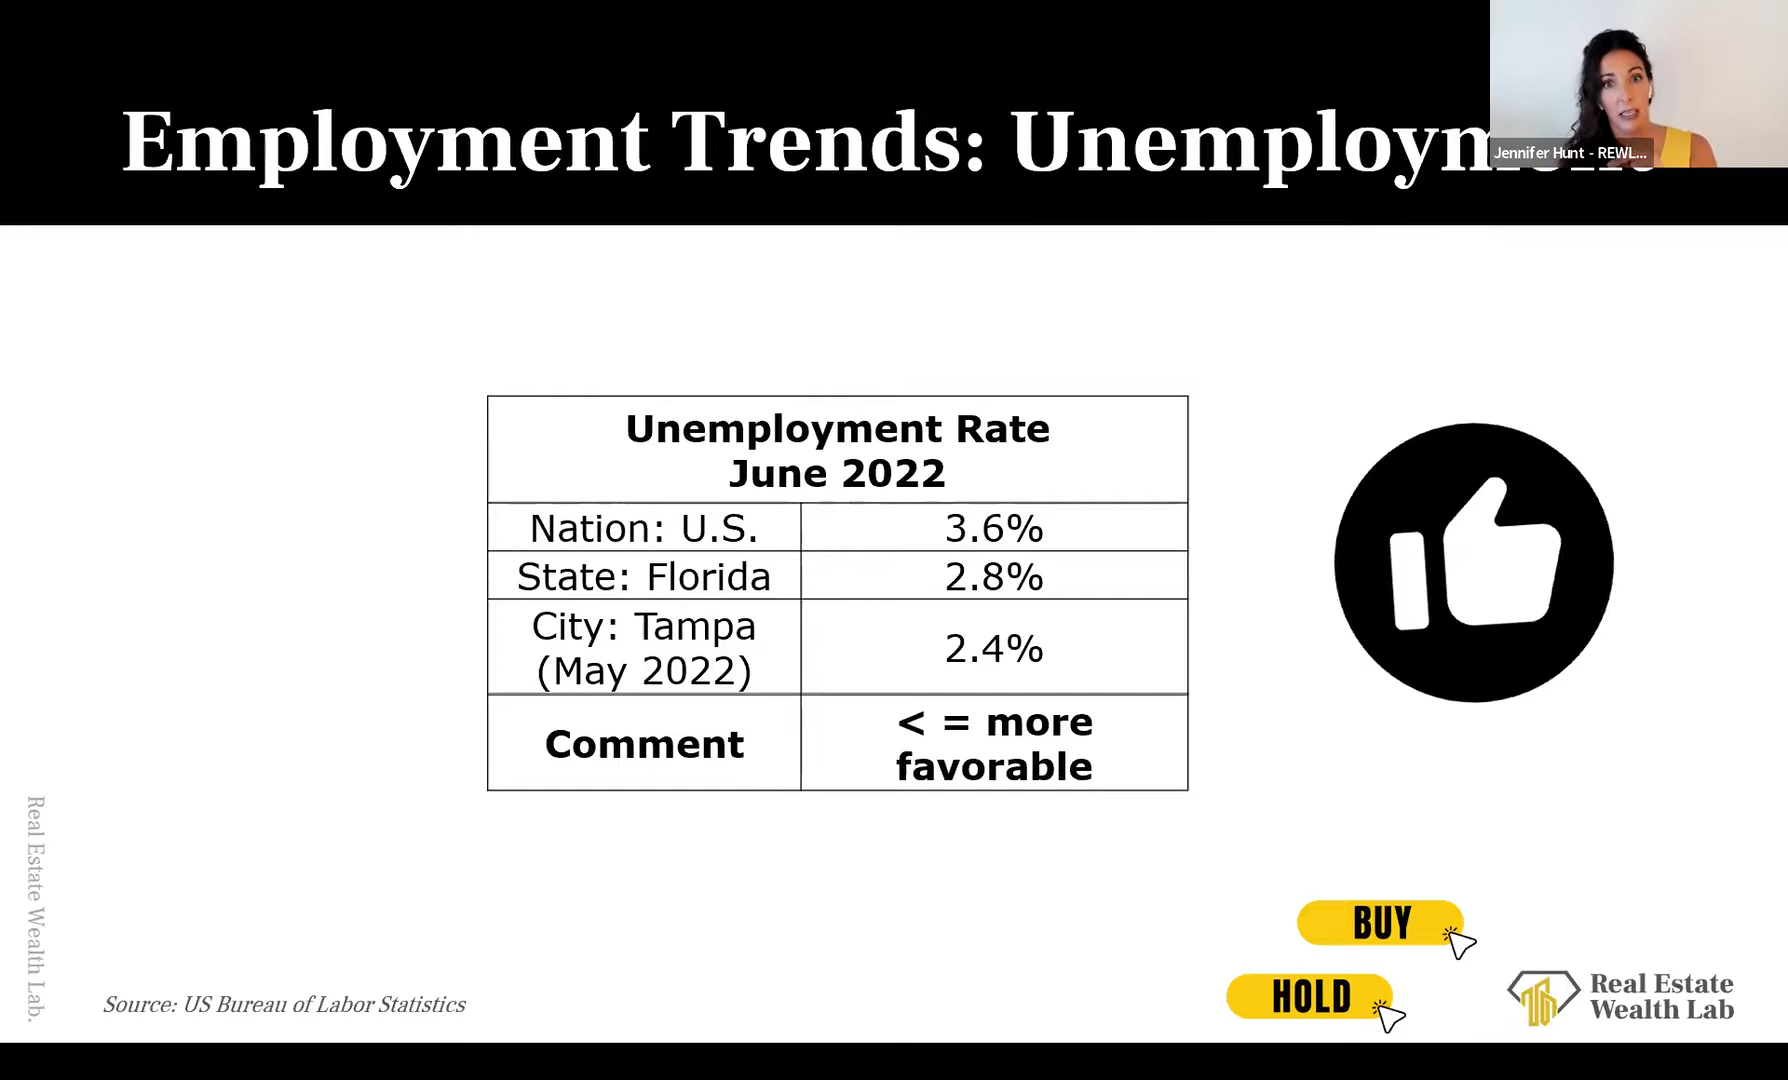 Employment Trends: Unemployment
Jennifer Hunt - REWL...
Unemployment Rate
June 2022
Nation: U.S. 3.6%
State: Florida 2.8%
City: Tampa
(May 2022)
2.4%
Comment
< = more
favorable
Real Estate Wealth Lab.
BUY
HOLD
Source: US Bureau of Labor Statistics
Real Estate
Wealth Lab